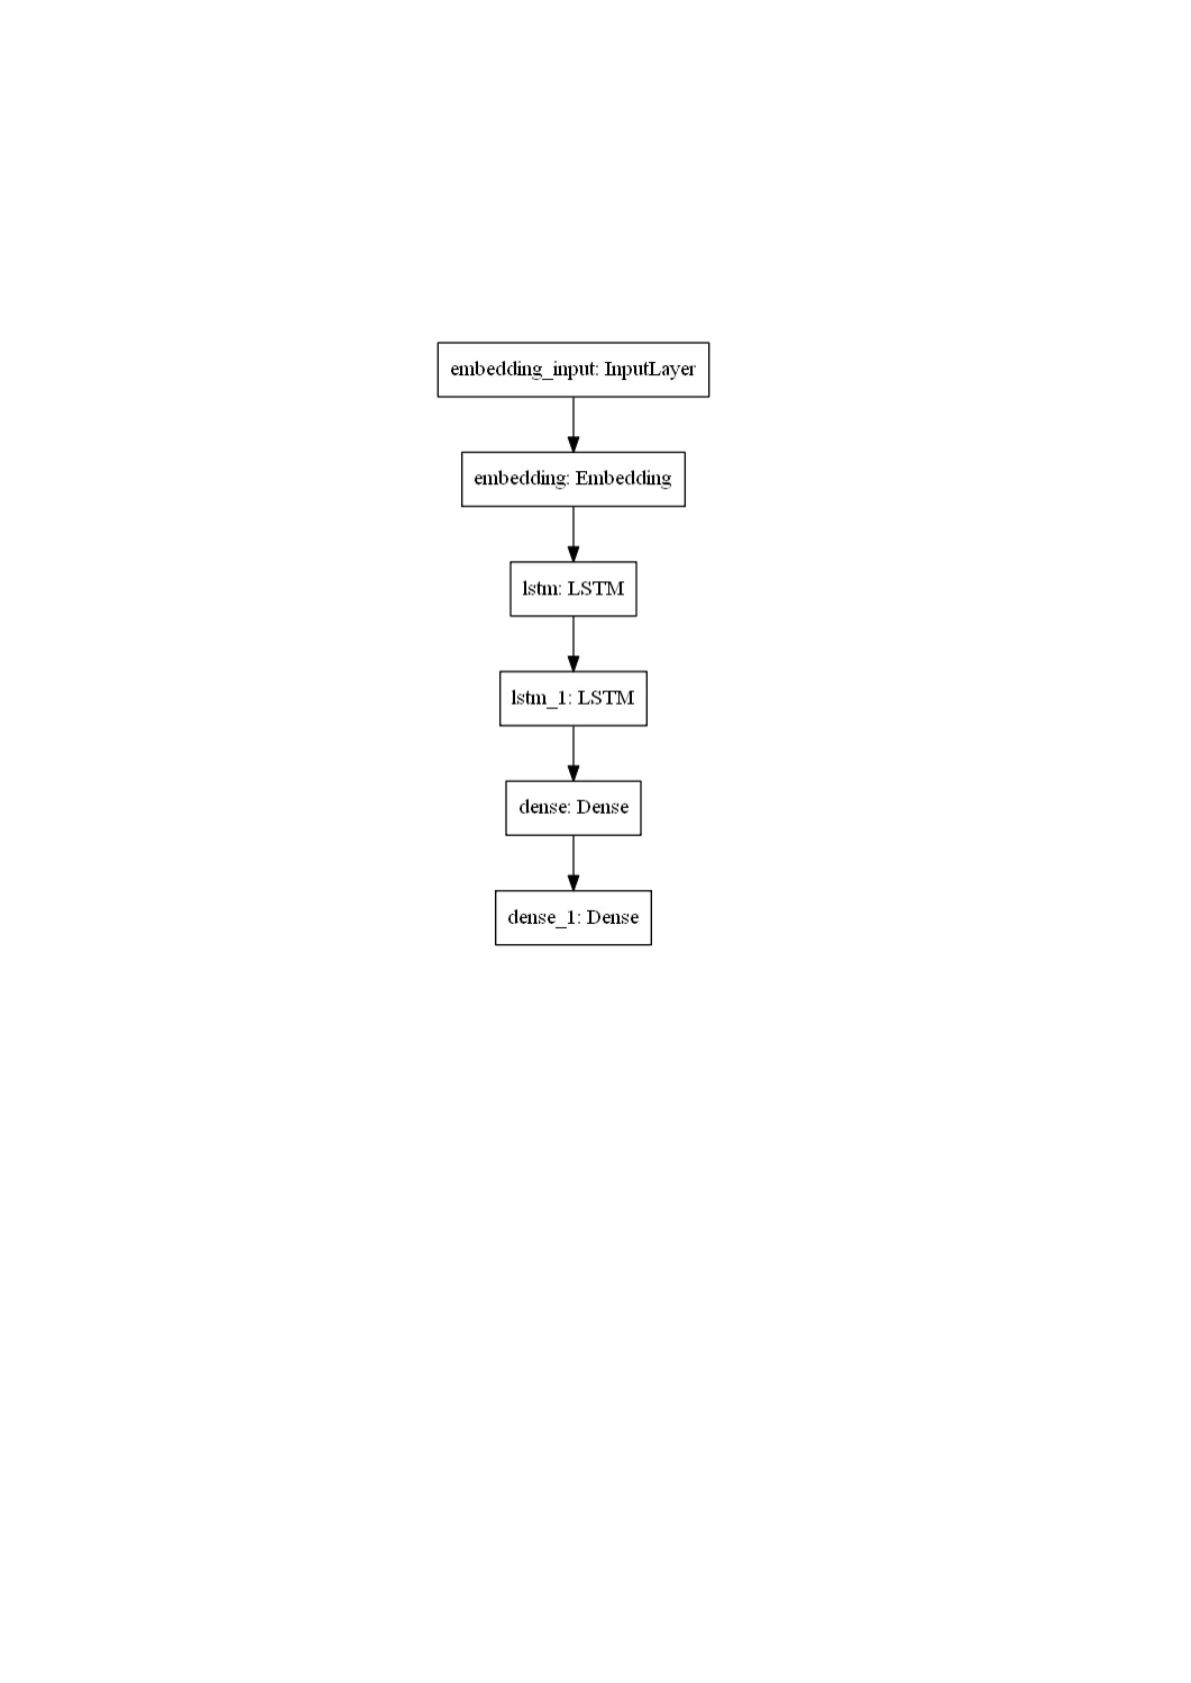 embedding_input: InputLayer
embedding: Embedding
lstm: LSTM
lstm_1: LSTM
dense: Dense
dense_1: Dense